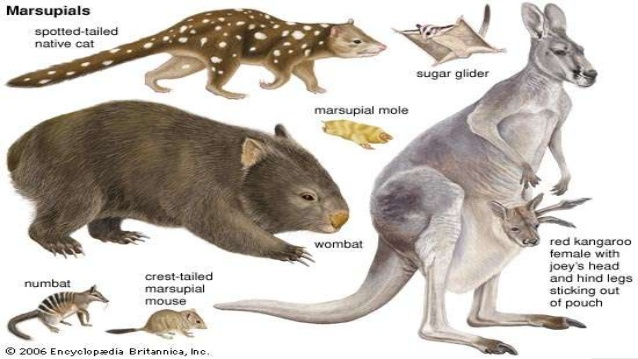 Marsupials
spotted-tailed
native cat
sugar glider
marsupial mole
wombat
red kangaroo
female with
joey's head
and hind legs
sticking out
of pouch
numbat
crest-tailed
marsupial
mouse
© 2006 Encyclopædia Britannica, Inc.